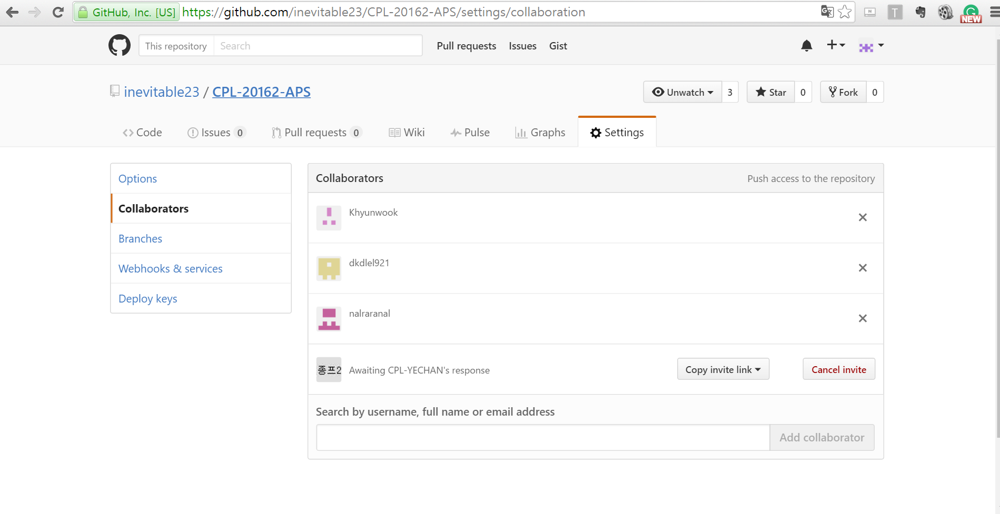 GitHub, Inc. [US] https://github.com/inevitable23/CPL-20162-APS/settings/collaboration
N T G NEW
This repository Search Pull requests Issues Gist
inevitable23 / CPL-20162-APS Unwatch 3 Star 0 Fork 0
Code Issues 0 Pull requests 0 Wiki Pulse Graphs Settings
Options
Collaborators
Branches
Webhooks & services
Deploy keys
Collaborators Push access to the repository
Khyunwook
dkdlel921
nalraranal
종프2 Awaiting CPL-YECHAN's response Copy invite link Cancel invite
Search by username, full name or email address
Add collaborator